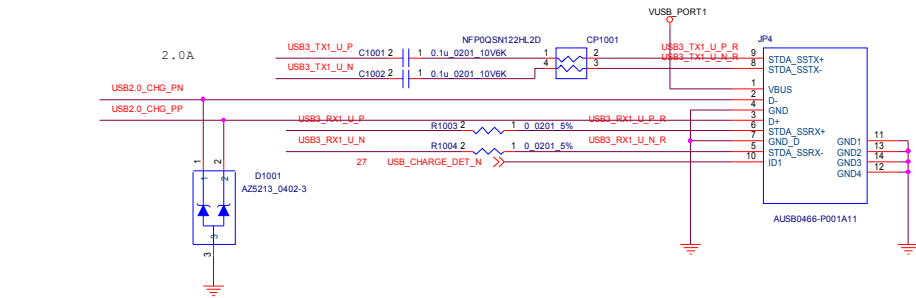 VUSB_PORT1
2.0A
USB3_TX1_U_P C1001 2 1 0.1u_0201_10V6K
NFP0QSN122HL2D CP1001
1 2 USB3_TX1_U_P_R
4 3 USB3_TX1_U_N_R
USB3_TX1_U_N C1002 2 1 0.1u_0201_10V6K
JP4
9 STDA_SSTX+
8 STDA_SSTX-
1 VBUS
USB2.0_CHG_PN 2 D-
4 GND
USB2.0_CHG_PP 3 D+
USB3_RX1_U_P R1003 2 1 0_0201_5% USB3_RX1_U_P_R 6 STDA_SSRX+
7 GND_D
USB3_RX1_U_N R1004 2 1 0_0201_5% USB3_RX1_U_N_R 5 STDA_SSRX-
27 USB_CHARGE_DET_N 10 ID1
GND1 11
GND2 13
GND3 14
GND4 12
AUSB0466-P001A11
1 2
D1001
AZ5213_0402-3
1 2
3
3